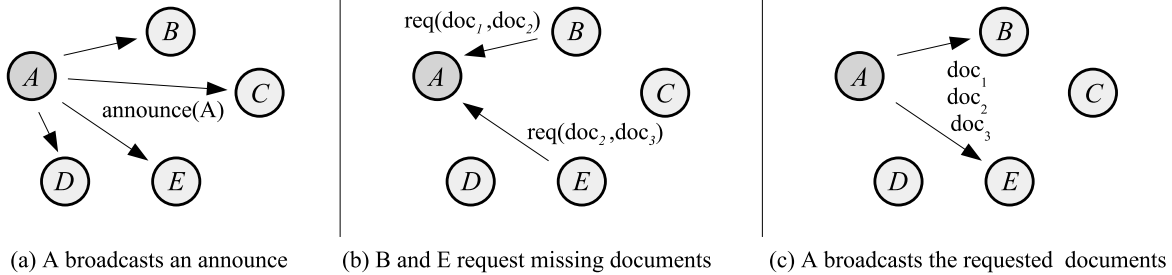 A
B
C
announce(A)
D
E
(a) A broadcasts an announce
req(doc1,doc2)
B
A
C
req(doc2,doc3)
D
E
(b) B and E request missing documents
A
B
doc1
doc2
doc3
C
D
E
(c) A broadcasts the requested documents